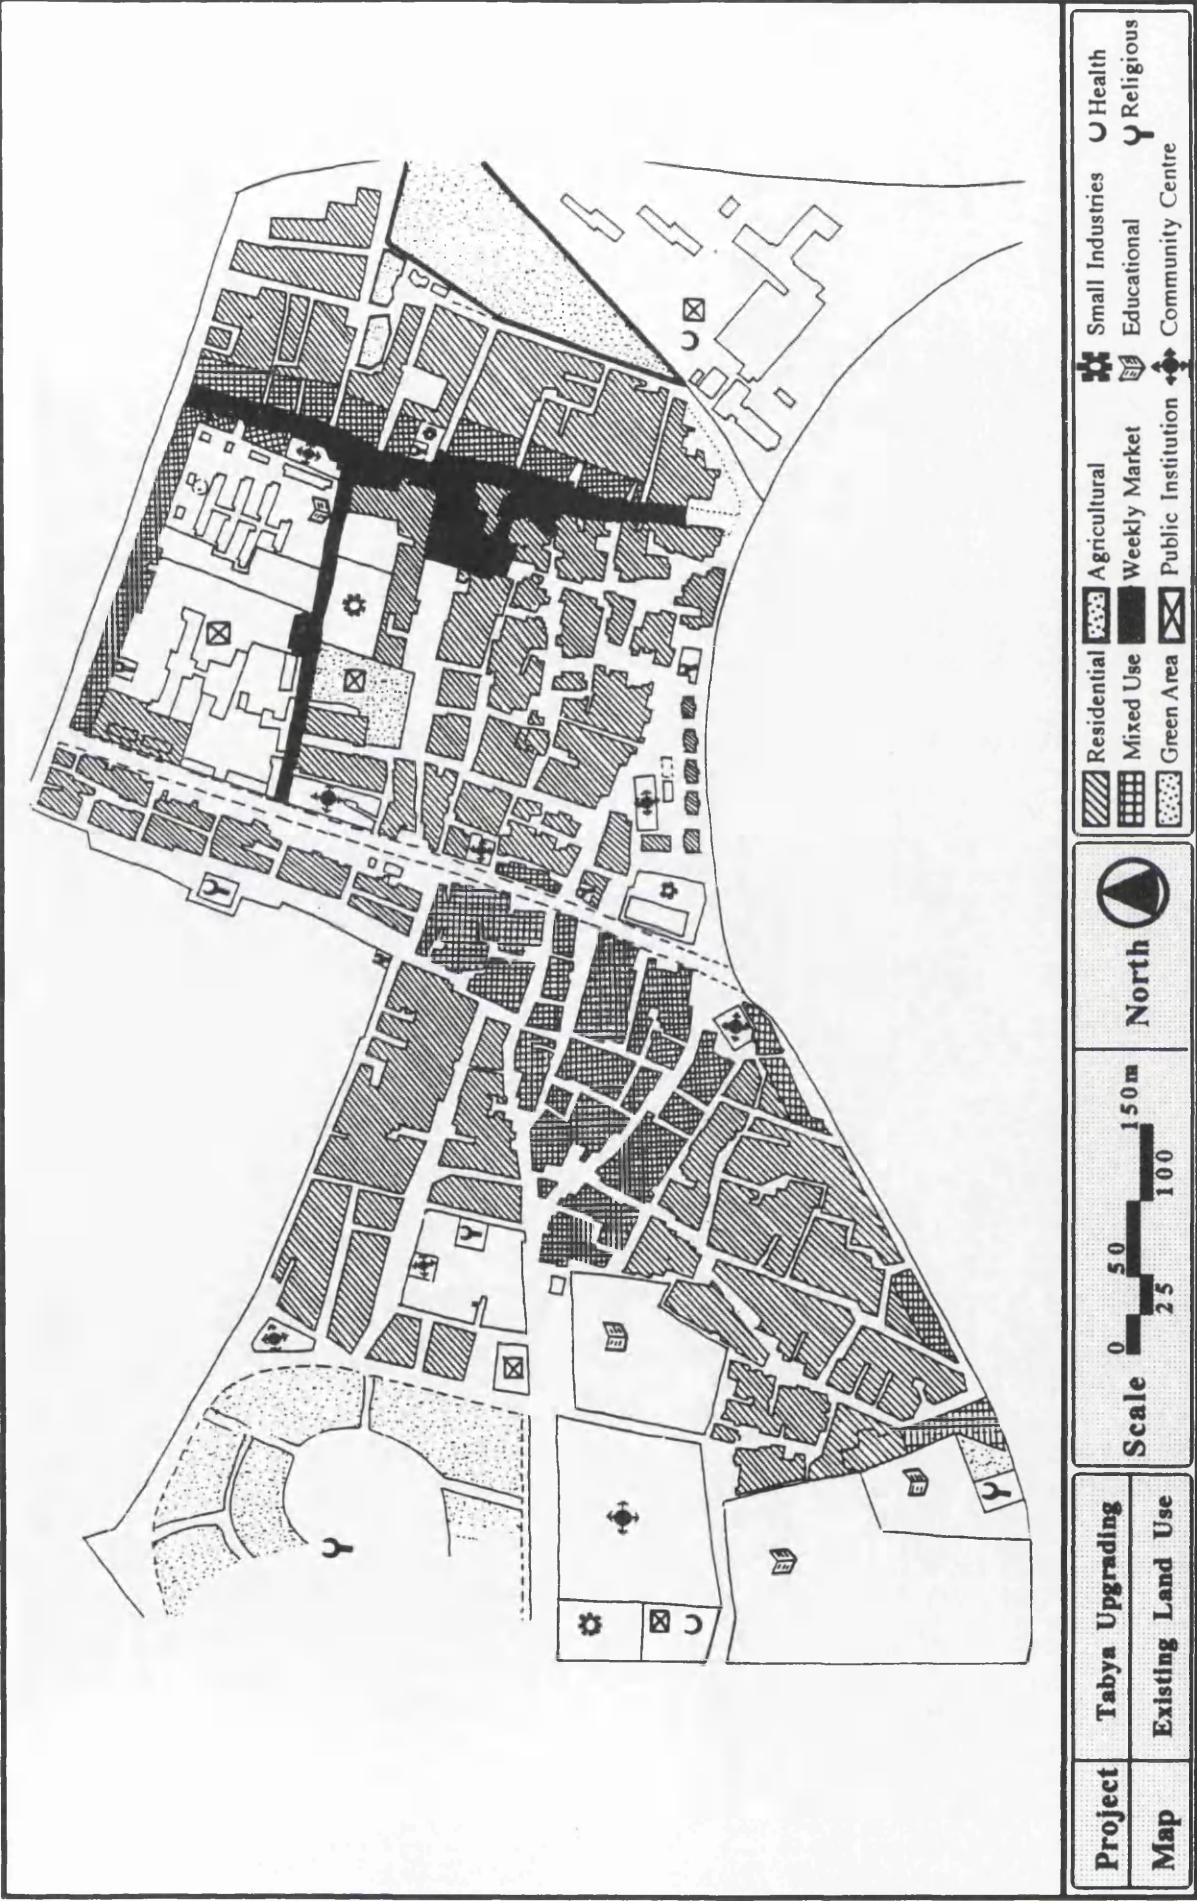 Project
Tabya Upgrading
Map
Existing Land Use
Scale
0
50
150m
25
100
North
Residential
Agricultural
Small Industries
Health
Mixed Use
Weekly Market
Educational
Religious
Green Area
Public Institution
Community Centre